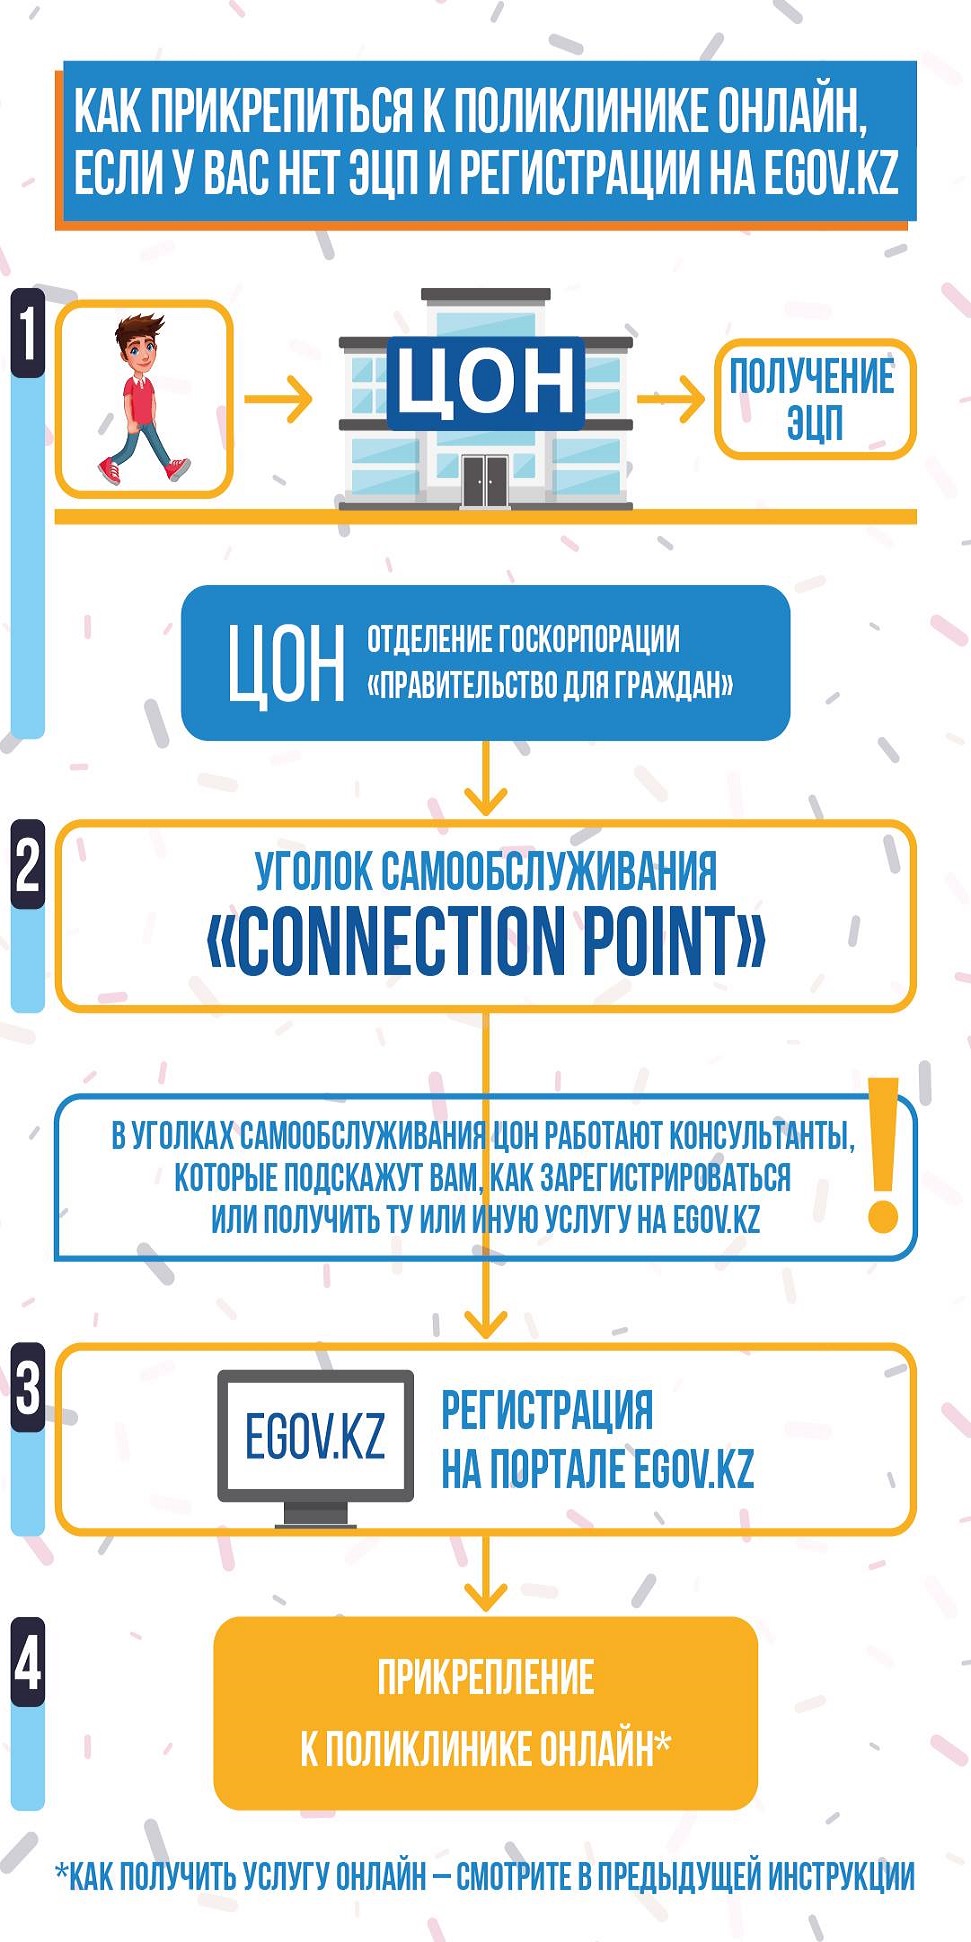 КАК ПРИКРЕПИТЬСЯ К ПОЛИКЛИНИКЕ ОНЛАЙН,
ЕСЛИ У ВАС НЕТ ЭЦП И РЕГИСТРАЦИИ НА EGOV.KZ
1
ЦОН
ПОЛУЧЕНИЕ
ЭЦП
ЦОН
ОТДЕЛЕНИЕ ГОСКОРПОРАЦИИ
«ПРАВИТЕЛЬСТВО ДЛЯ ГРАЖДАН»
2
УГОЛОК САМООБСЛУЖИВАНИЯ
«CONNECTION POINT»
В УГОЛКАХ САМООБСЛУЖИВАНИЯ ЦОН РАБОТАЮТ КОНСУЛЬТАНТЫ,
КОТОРЫЕ ПОДСКАЖУТ ВАМ, КАК ЗАРЕГИСТРИРОВАТЬСЯ
ИЛИ ПОЛУЧИТЬ ТУ ИЛИ ИНУЮ УСЛУГУ НА EGOV.KZ
!
3
EGOV.KZ
РЕГИСТРАЦИЯ
НА ПОРТАЛЕ EGOV.KZ
4
ПРИКРЕПЛЕНИЕ
К ПОЛИКЛИНИКЕ ОНЛАЙН*
*КАК ПОЛУЧИТЬ УСЛУГУ ОНЛАЙН – СМОТРИТЕ В ПРЕДЫДУЩЕЙ ИНСТРУКЦИИ